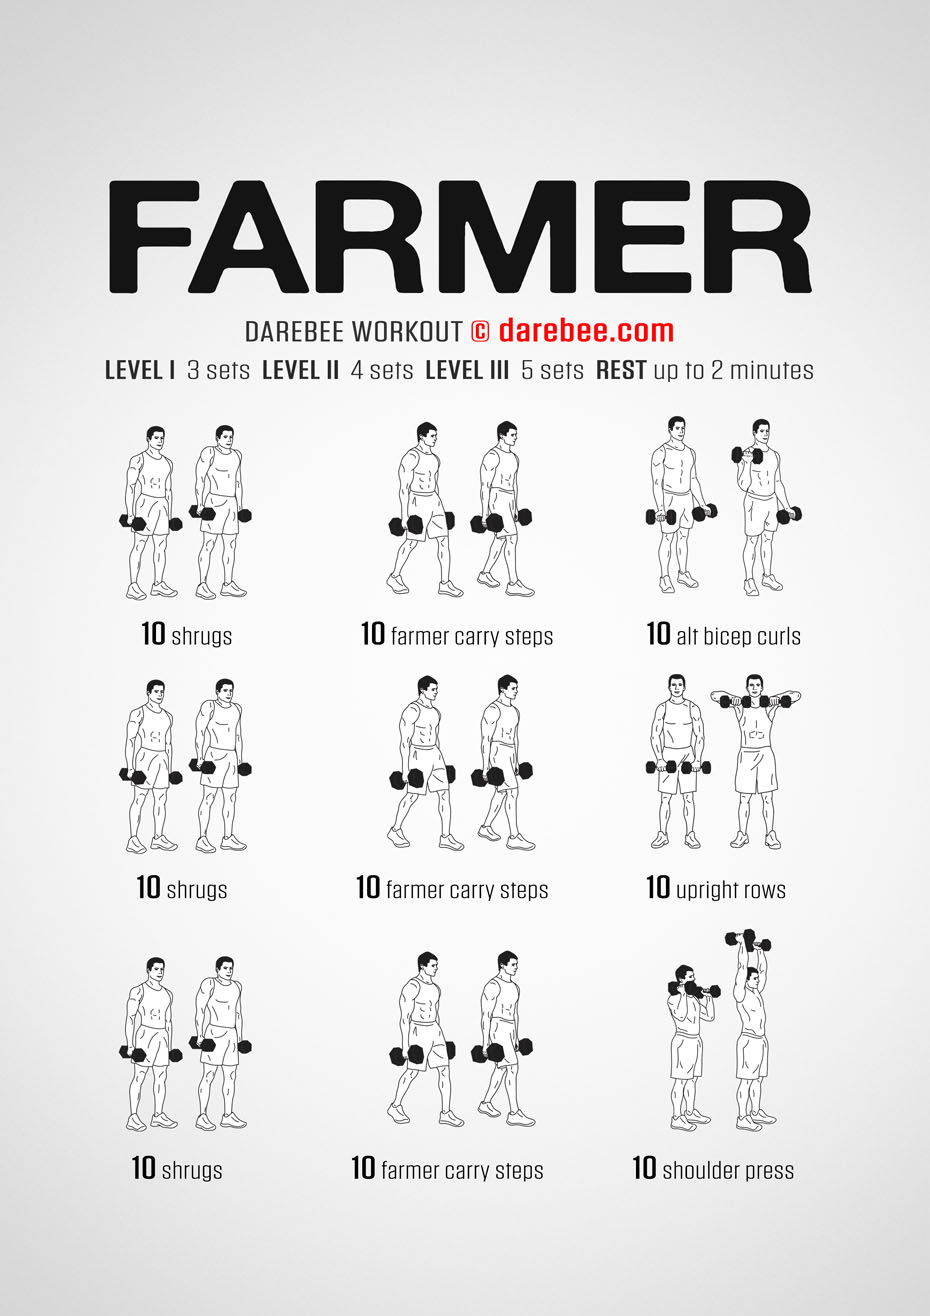 FARMER
DAREBEE WORKOUT © darebee.com
LEVEL I 3 sets LEVEL II 4 sets LEVEL III 5 sets REST up to 2 minutes
10 shrugs
10 farmer carry steps
10 alt bicep curls
10 shrugs
10 farmer carry steps
10 upright rows
10 shrugs
10 farmer carry steps
10 shoulder press